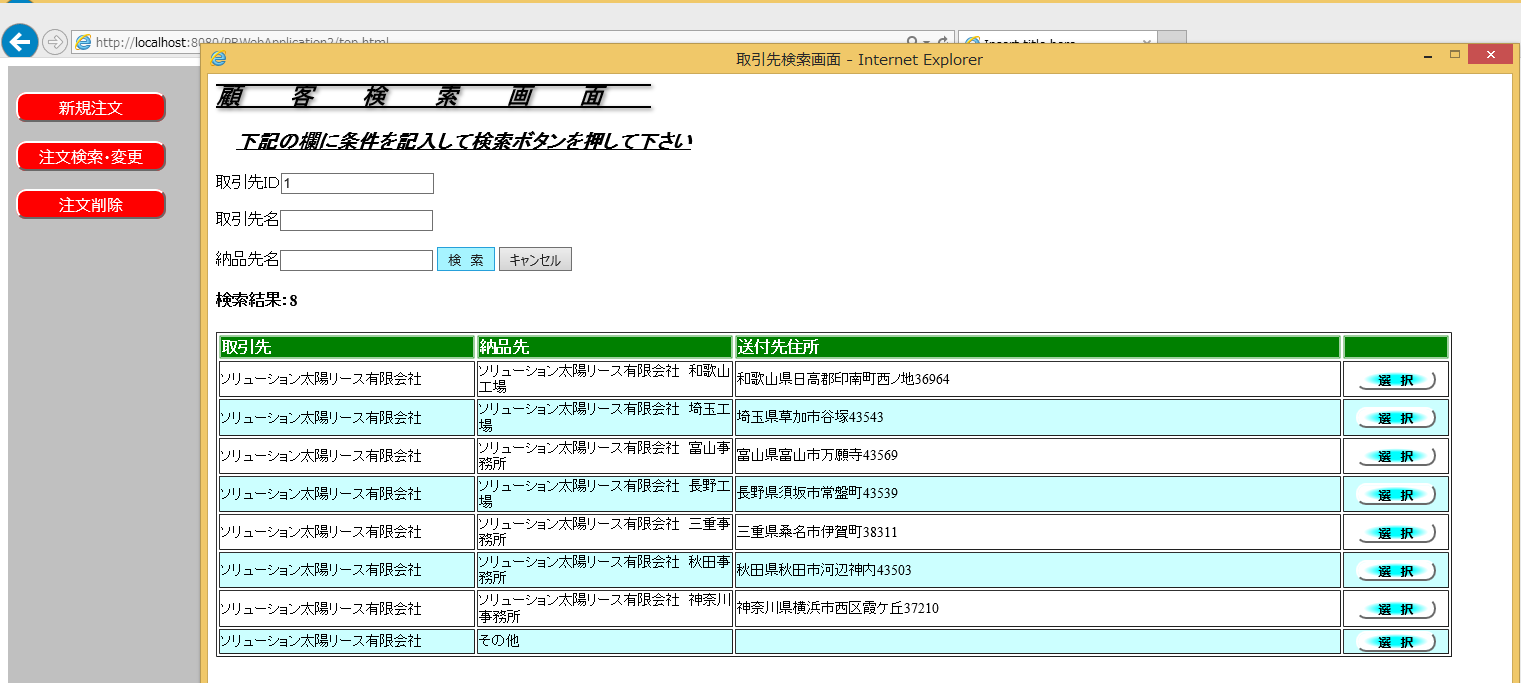 http://localhost:8080/PRWebApplication2/top.html
Insert title here
取引先検索画面 - Internet Explorer
新規注文
注文検索・変更
注文削除
顧 客 検 索 画 面
下記の欄に条件を記入して検索ボタンを押して下さい
取引先ID 1
取引先名
納品先名 検 索 キャンセル
検索結果：8
取引先 納品先 送付先住所
ソリューション太陽リース有限会社 ソリューション太陽リース有限会社 和歌山工場 和歌山県日高郡印南町西ノ地36964 選 択
ソリューション太陽リース有限会社 ソリューション太陽リース有限会社 埼玉工場 埼玉県草加市谷塚43543 選 択
ソリューション太陽リース有限会社 ソリューション太陽リース有限会社 富山事務所 富山県富山市万願寺43569 選 択
ソリューション太陽リース有限会社 ソリューション太陽リース有限会社 長野工場 長野県須坂市常盤町43539 選 択
ソリューション太陽リース有限会社 ソリューション太陽リース有限会社 三重事務所 三重県桑名市伊賀町38311 選 択
ソリューション太陽リース有限会社 ソリューション太陽リース有限会社 秋田事務所 秋田県秋田市河辺神内43503 選 択
ソリューション太陽リース有限会社 ソリューション太陽リース有限会社 神奈川事務所 神奈川県横浜市西区霞ケ丘37210 選 択
ソリューション太陽リース有限会社 その他 選 択